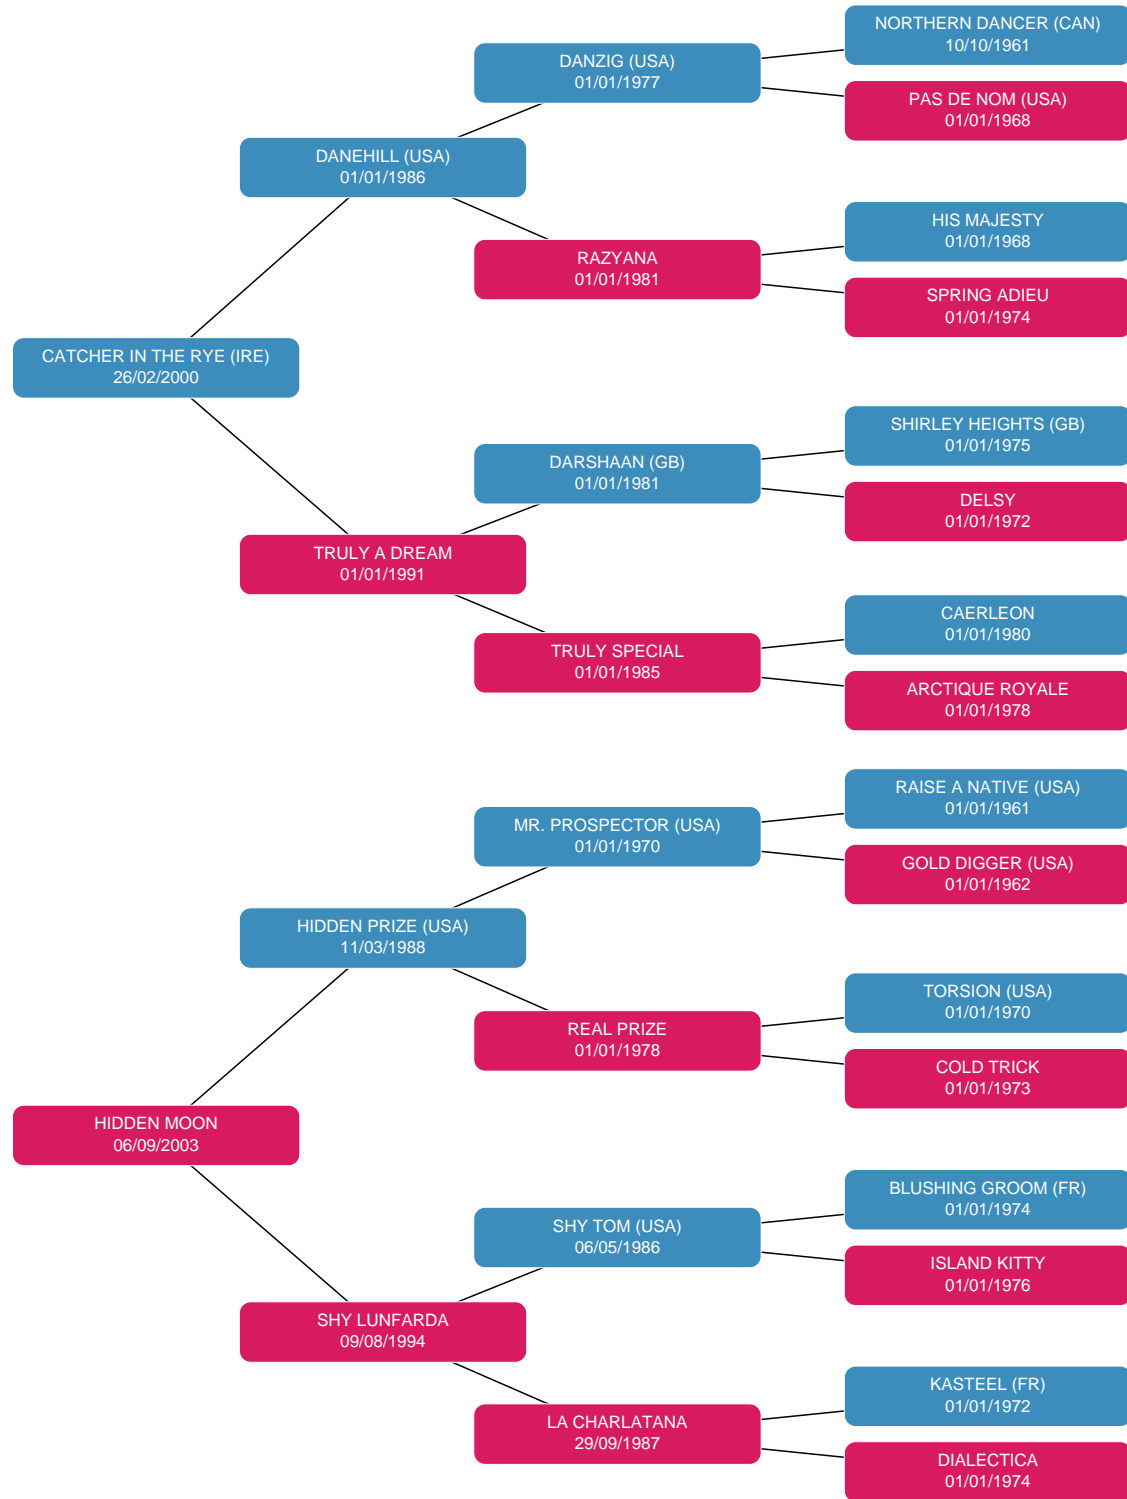 NORTHERN DANCER (CAN)
10/10/1961
DANZIG (USA)
01/01/1977
PAS DE NOM (USA)
01/01/1968
DANEHILL (USA)
01/01/1986
HIS MAJESTY
01/01/1968
RAZYANA
01/01/1981
SPRING ADIEU
01/01/1974
CATCHER IN THE RYE (IRE)
26/02/2000
SHIRLEY HEIGHTS (GB)
01/01/1975
DARSHAAN (GB)
01/01/1981
DELSY
01/01/1972
TRULY A DREAM
01/01/1991
CAERLEON
01/01/1980
TRULY SPECIAL
01/01/1985
ARCTIQUE ROYALE
01/01/1978
RAISE A NATIVE (USA)
01/01/1961
MR. PROSPECTOR (USA)
01/01/1970
GOLD DIGGER (USA)
01/01/1962
HIDDEN PRIZE (USA)
11/03/1988
TORSION (USA)
01/01/1970
REAL PRIZE
01/01/1978
COLD TRICK
01/01/1973
HIDDEN MOON
06/09/2003
BLUSHING GROOM (FR)
01/01/1974
SHY TOM (USA)
06/05/1986
ISLAND KITTY
01/01/1976
SHY LUNFARDA
09/08/1994
KASTEEL (FR)
01/01/1972
LA CHARLATANA
29/09/1987
DIALECTICA
01/01/1974